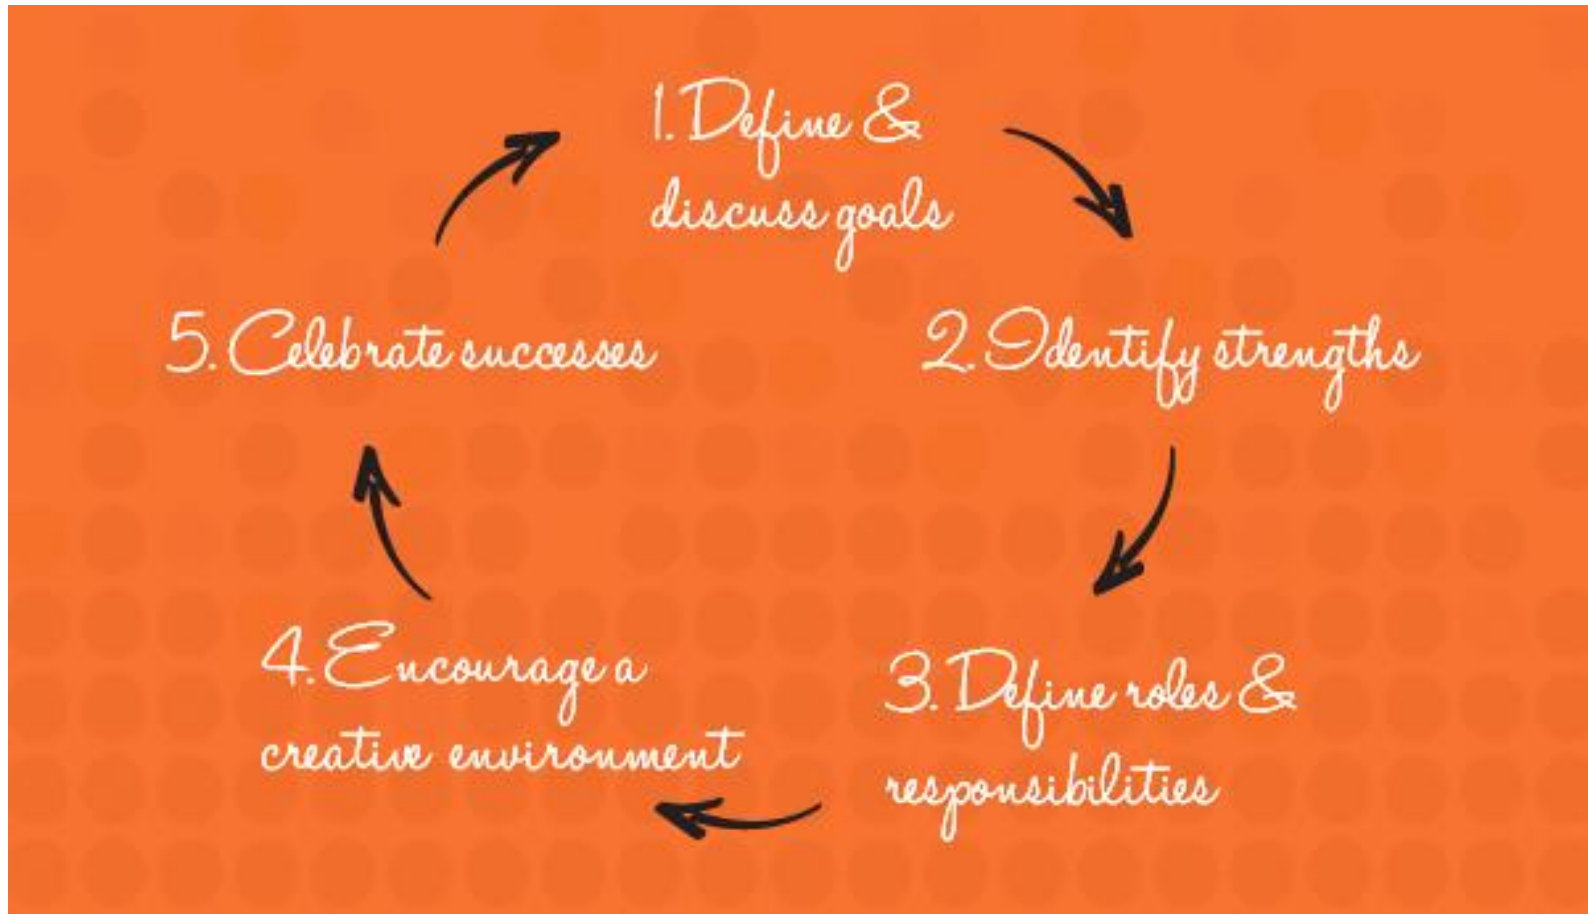 1. Define &
discuss goals
2. Identify strengths
3. Define roles &
responsibilities
4. Encourage a
creative environment
5. Celebrate successes